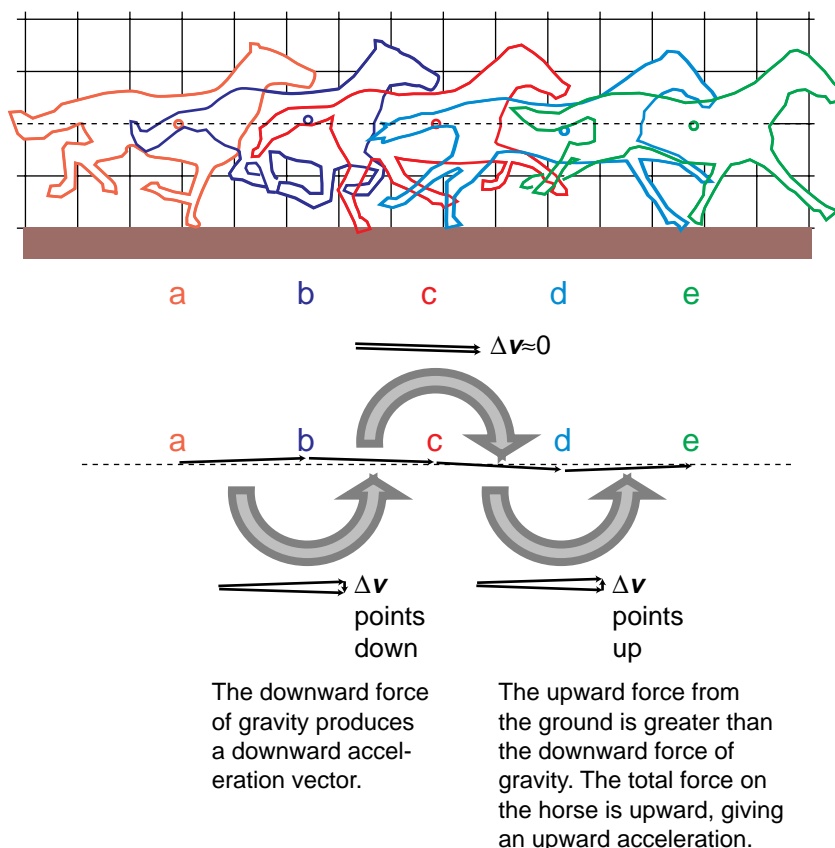 a b c d e
Δv≈0
a b c d e
Δv
points
down
Δv
points
up
The downward force
of gravity produces
a downward accel-
eration vector.
The upward force from
the ground is greater than
the downward force of
gravity. The total force on
the horse is upward, giving
an upward acceleration.